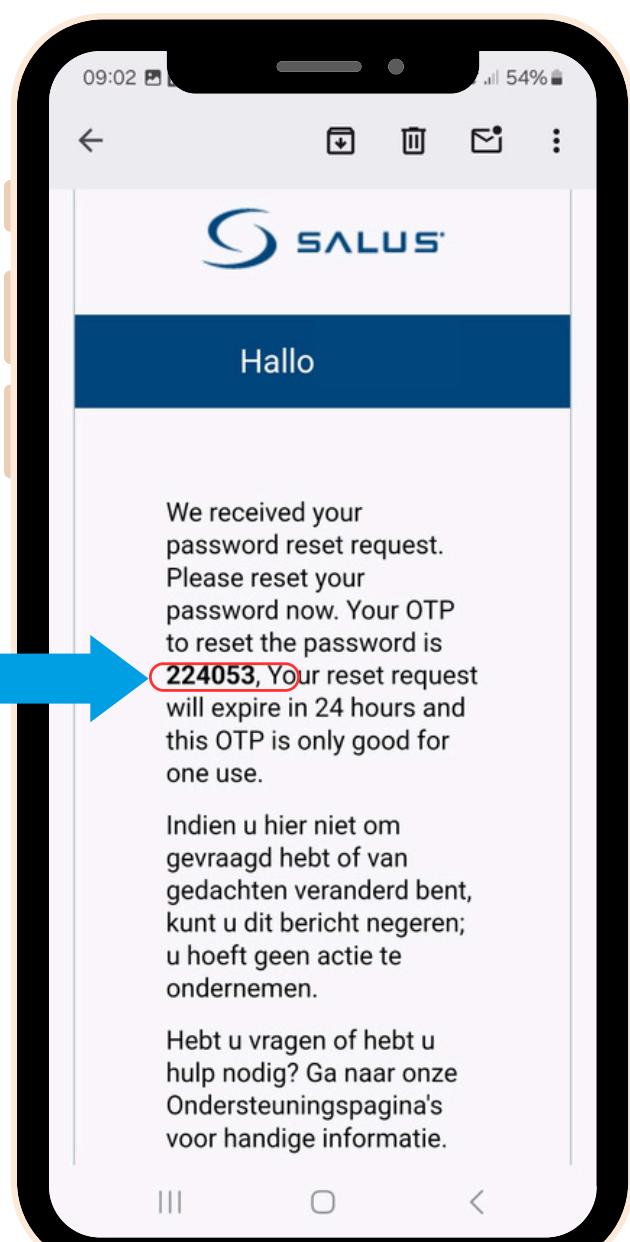 09:02
54%
SALUS
Hallo
We received your
password reset request.
Please reset your
password now. Your OTP
to reset the password is
224053, Your reset request
will expire in 24 hours and
this OTP is only good for
one use.
Indien u hier niet om
gevraagd hebt of van
gedachten veranderd bent,
kunt u dit bericht negeren;
u hoeft geen actie te
ondernemen.
Hebt u vragen of hebt u
hulp nodig? Ga naar onze
Ondersteuningspagina's
voor handige informatie.